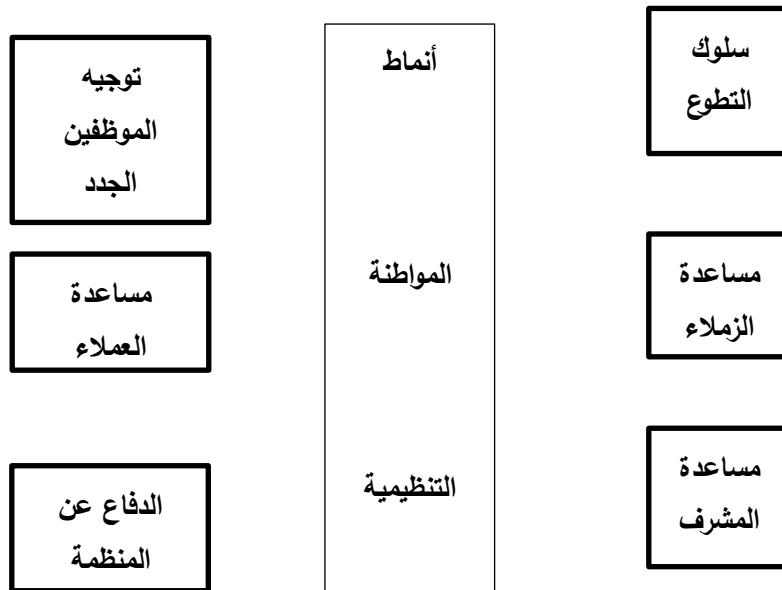 سلوك
التطوع
مساعدة
الزملاء
مساعدة
المشرف
أنماط
المواطنة
التنظيمية
توجيه
الموظفين
الجدد
مساعدة
العملاء
الدفاع عن
المنظمة